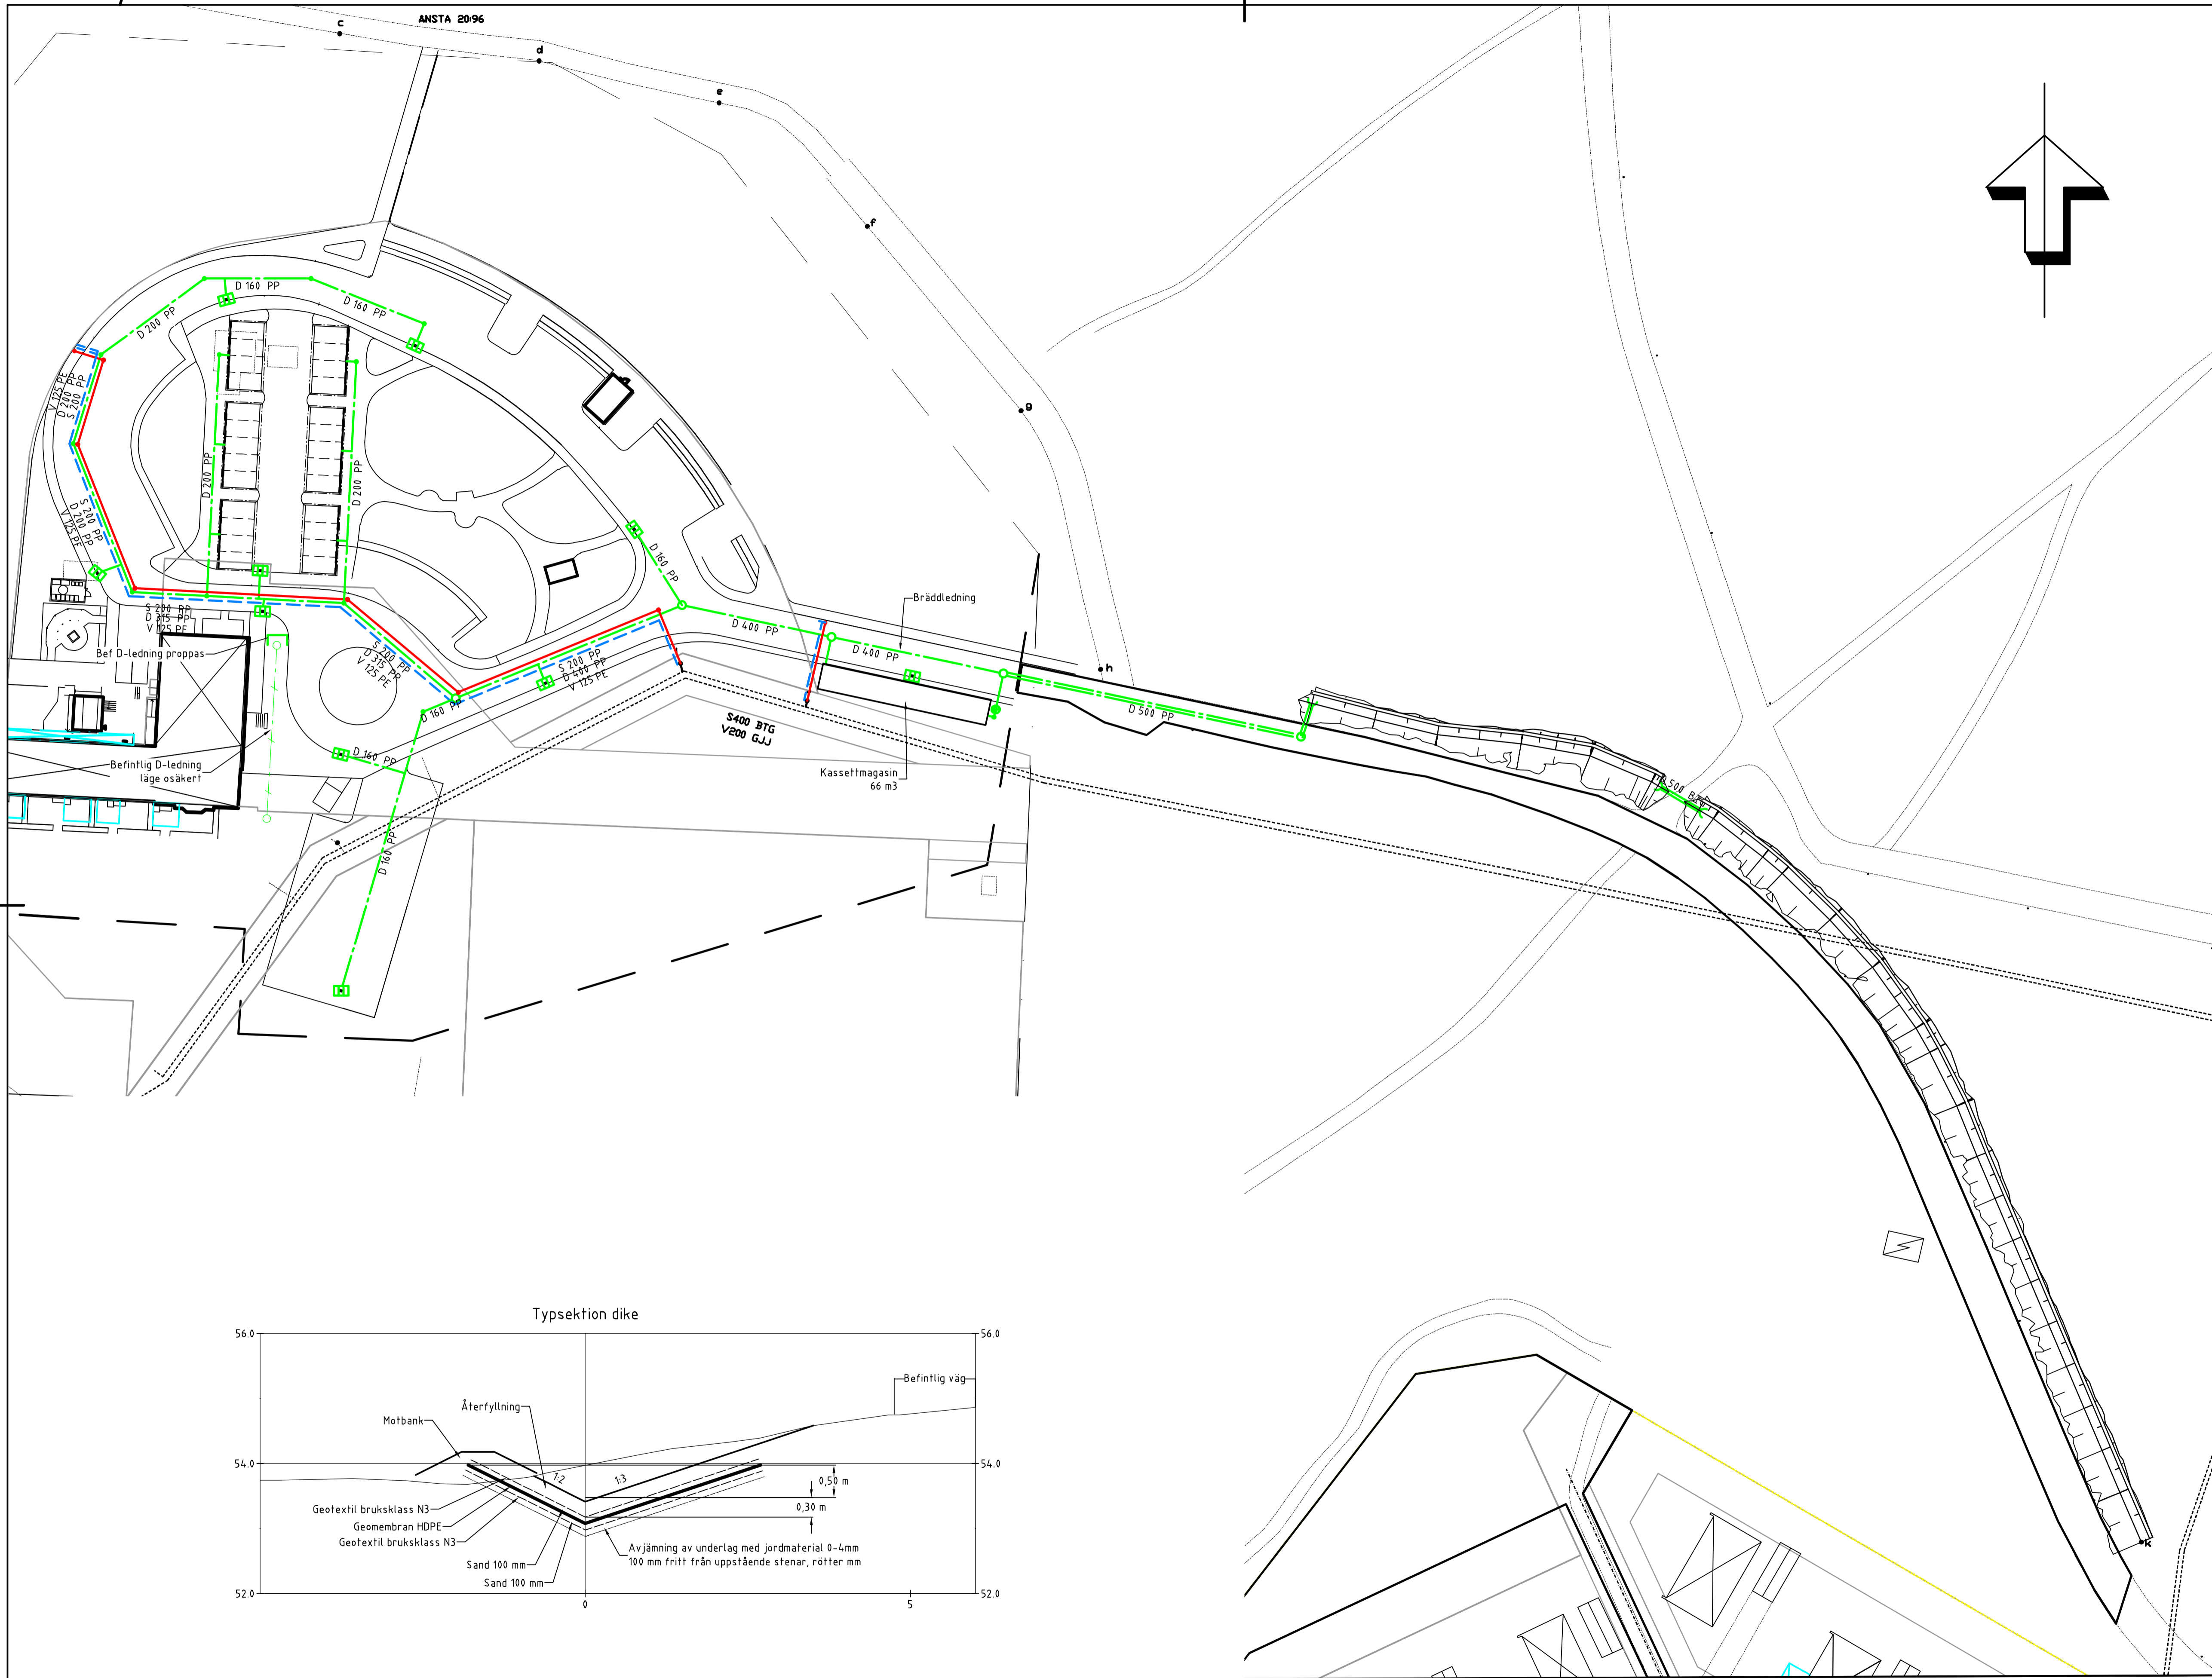 ANSTA 20:96
c
d
e
f
g
h
k
D 160 PP
D 160 PP
D 200 PP
V 125 PE
D 200 PP
S 200 PP
D 200 PP
D 200 PP
S 200 PP
D 200 PP
V 125 PE
D 160 PP
Bräddledning
S 200 PP
D 315 PP
V 125 PE
D 400 PP
D 400 PP
Bef D-ledning proppas
S 200 PP
D 315 PP
V 125 PE
S 200 PP
D 400 PP
V 125 PE
D 160 PP
D 500 PP
S400 BTG
V200 GJJ
Befintlig D-ledning
läge osäkert
D 160 PP
Kassettmagasin
66 m3
D 160 PP
Typsektion dike
56.0
56.0
Befintlig väg
Återfyllning
Motbank
54.0
54.0
1:2
1:3
0,50 m
0,30 m
Geotextil bruksklass N3
Geomembran HDPE
Geotextil bruksklass N3
Avjämning av underlag med jordmaterial 0-4mm
100 mm fritt från uppstående stenar, rötter mm
Sand 100 mm
Sand 100 mm
52.0
52.0
0
5